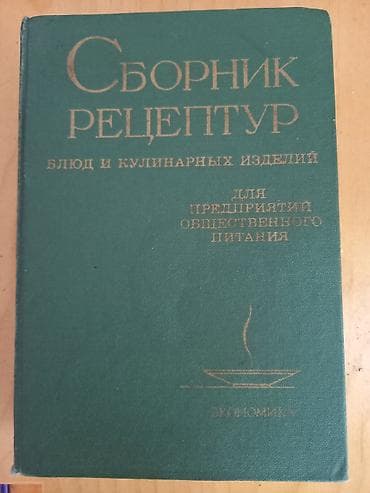 Сборник
рецептур
блюд и кулинарных изделий
для
предприятий
общественного
питания
экономика